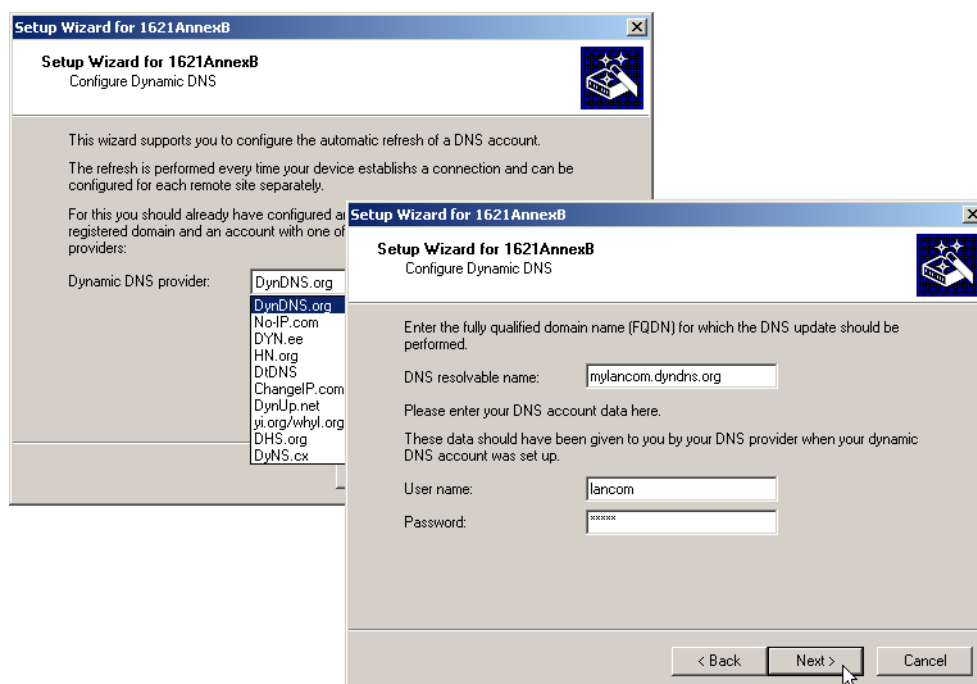 Setup Wizard for 1621AnnexB
Setup Wizard for 1621AnnexB
Configure Dynamic DNS
This wizard supports you to configure the automatic refresh of a DNS account.
The refresh is performed every time your device establishs a connection and can be
configured for each remote site separately.
For this you should already have configured
registered domain and an account with one of
providers:
Dynamic DNS provider:
DynDNS.org
DynDNS.org
No-IP.com
DYN.ee
HN.org
DtDNS
ChangeIP.com
DynUp.net
yi.org/whyI.org
DHS.org
DyNS.cx
Setup Wizard for 1621AnnexB
Setup Wizard for 1621AnnexB
Configure Dynamic DNS
Enter the fully qualified domain name (FQDN) for which the DNS update should be
performed.
DNS resolvable name:
mylancom.dyndns.org
Please enter your DNS account data here.
These data should have been given to you by your DNS provider when your dynamic
DNS account was set up.
User name:
lancom
Password:
*****
< Back
Next >
Cancel